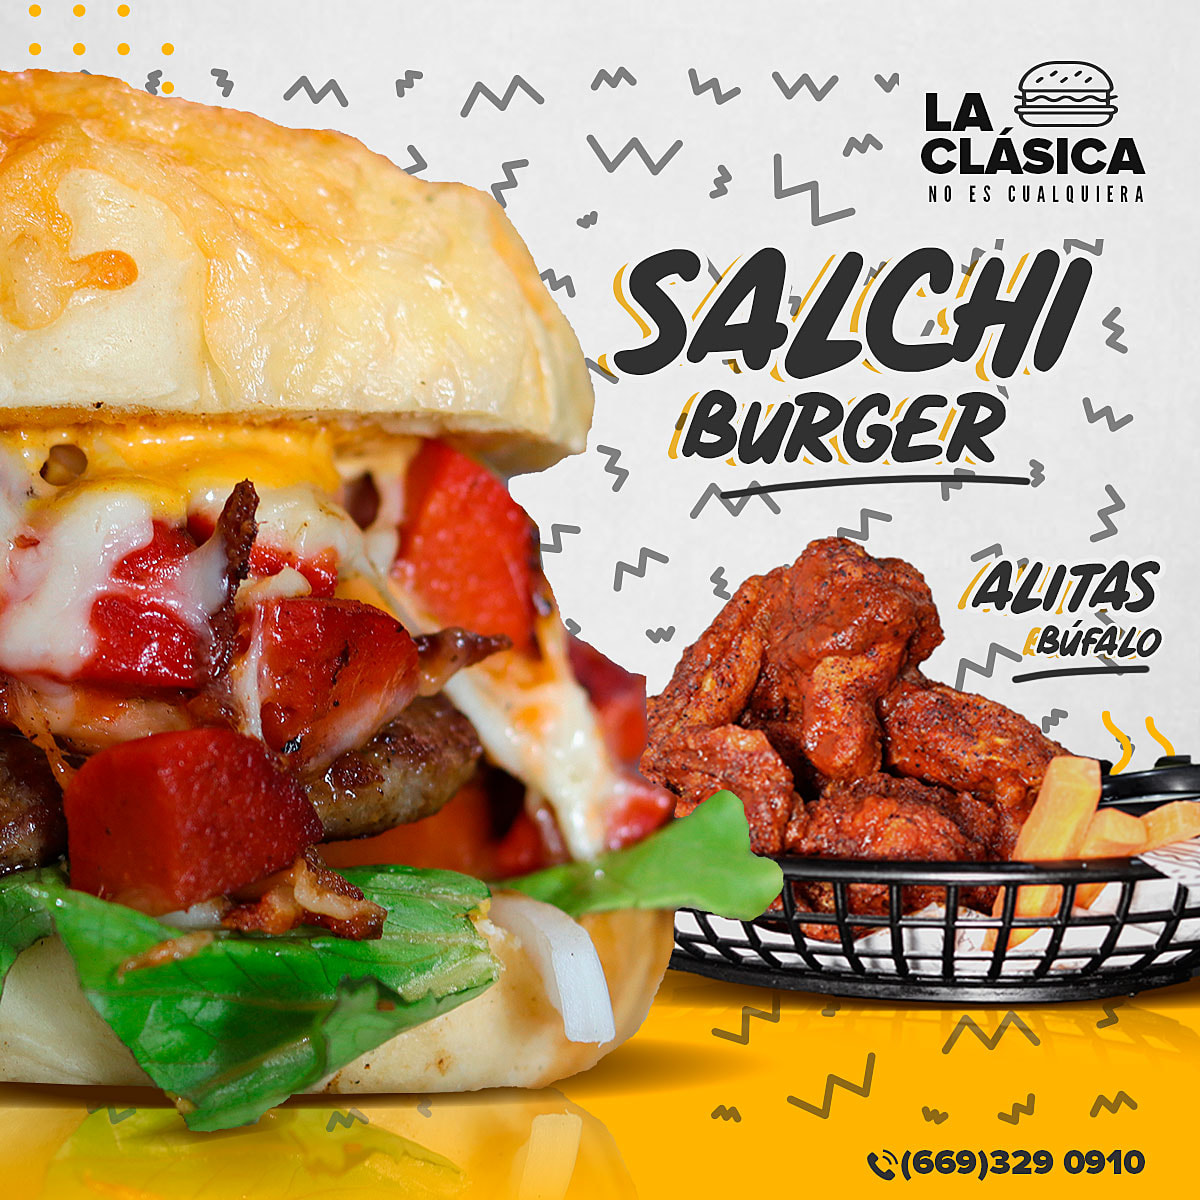 LA
CLÁSICA
NO ES CUALQUIERA
SALCHI
BURGER
ALITAS
BÚFALO
(669)329 0910